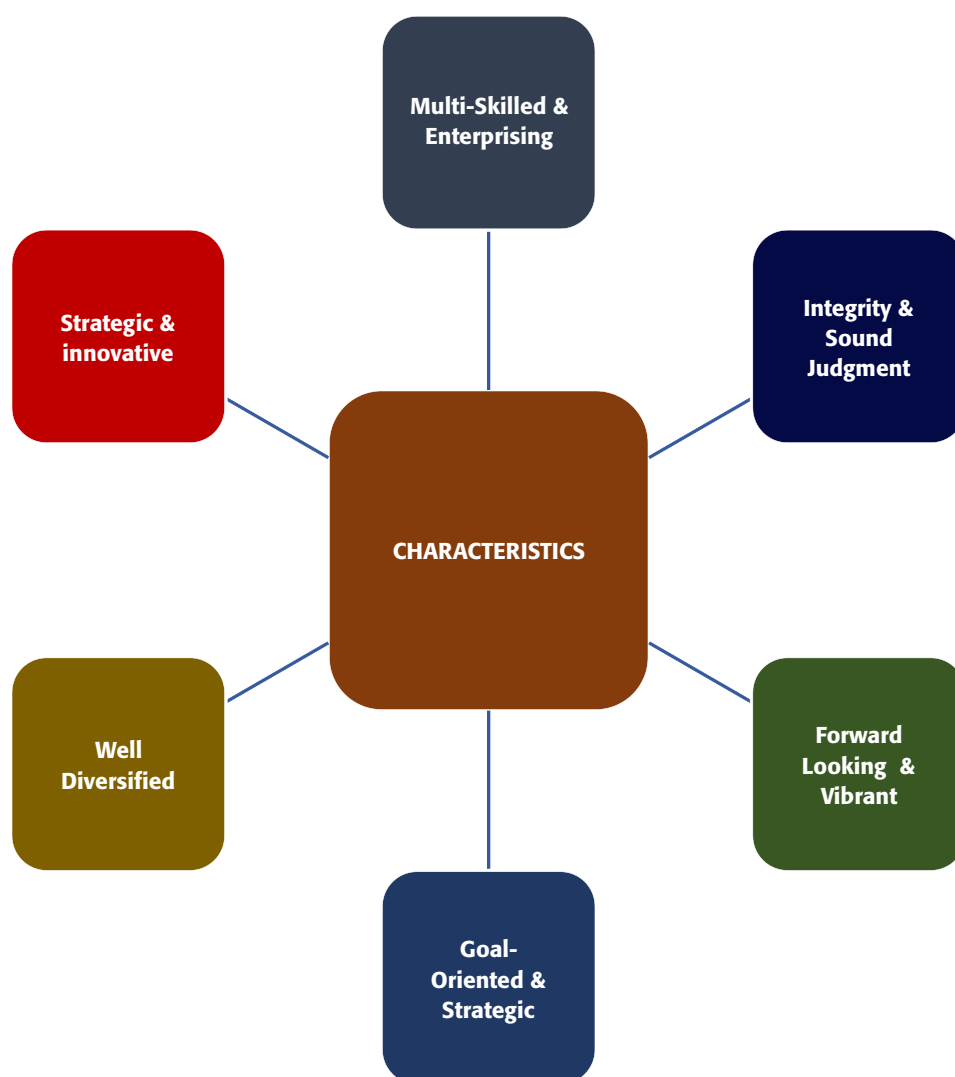 Multi-Skilled &
Enterprising
Strategic &
innovative
Integrity &
Sound
Judgment
CHARACTERISTICS
Well
Diversified
Forward
Looking  &
Vibrant
Goal-
Oriented &
Strategic